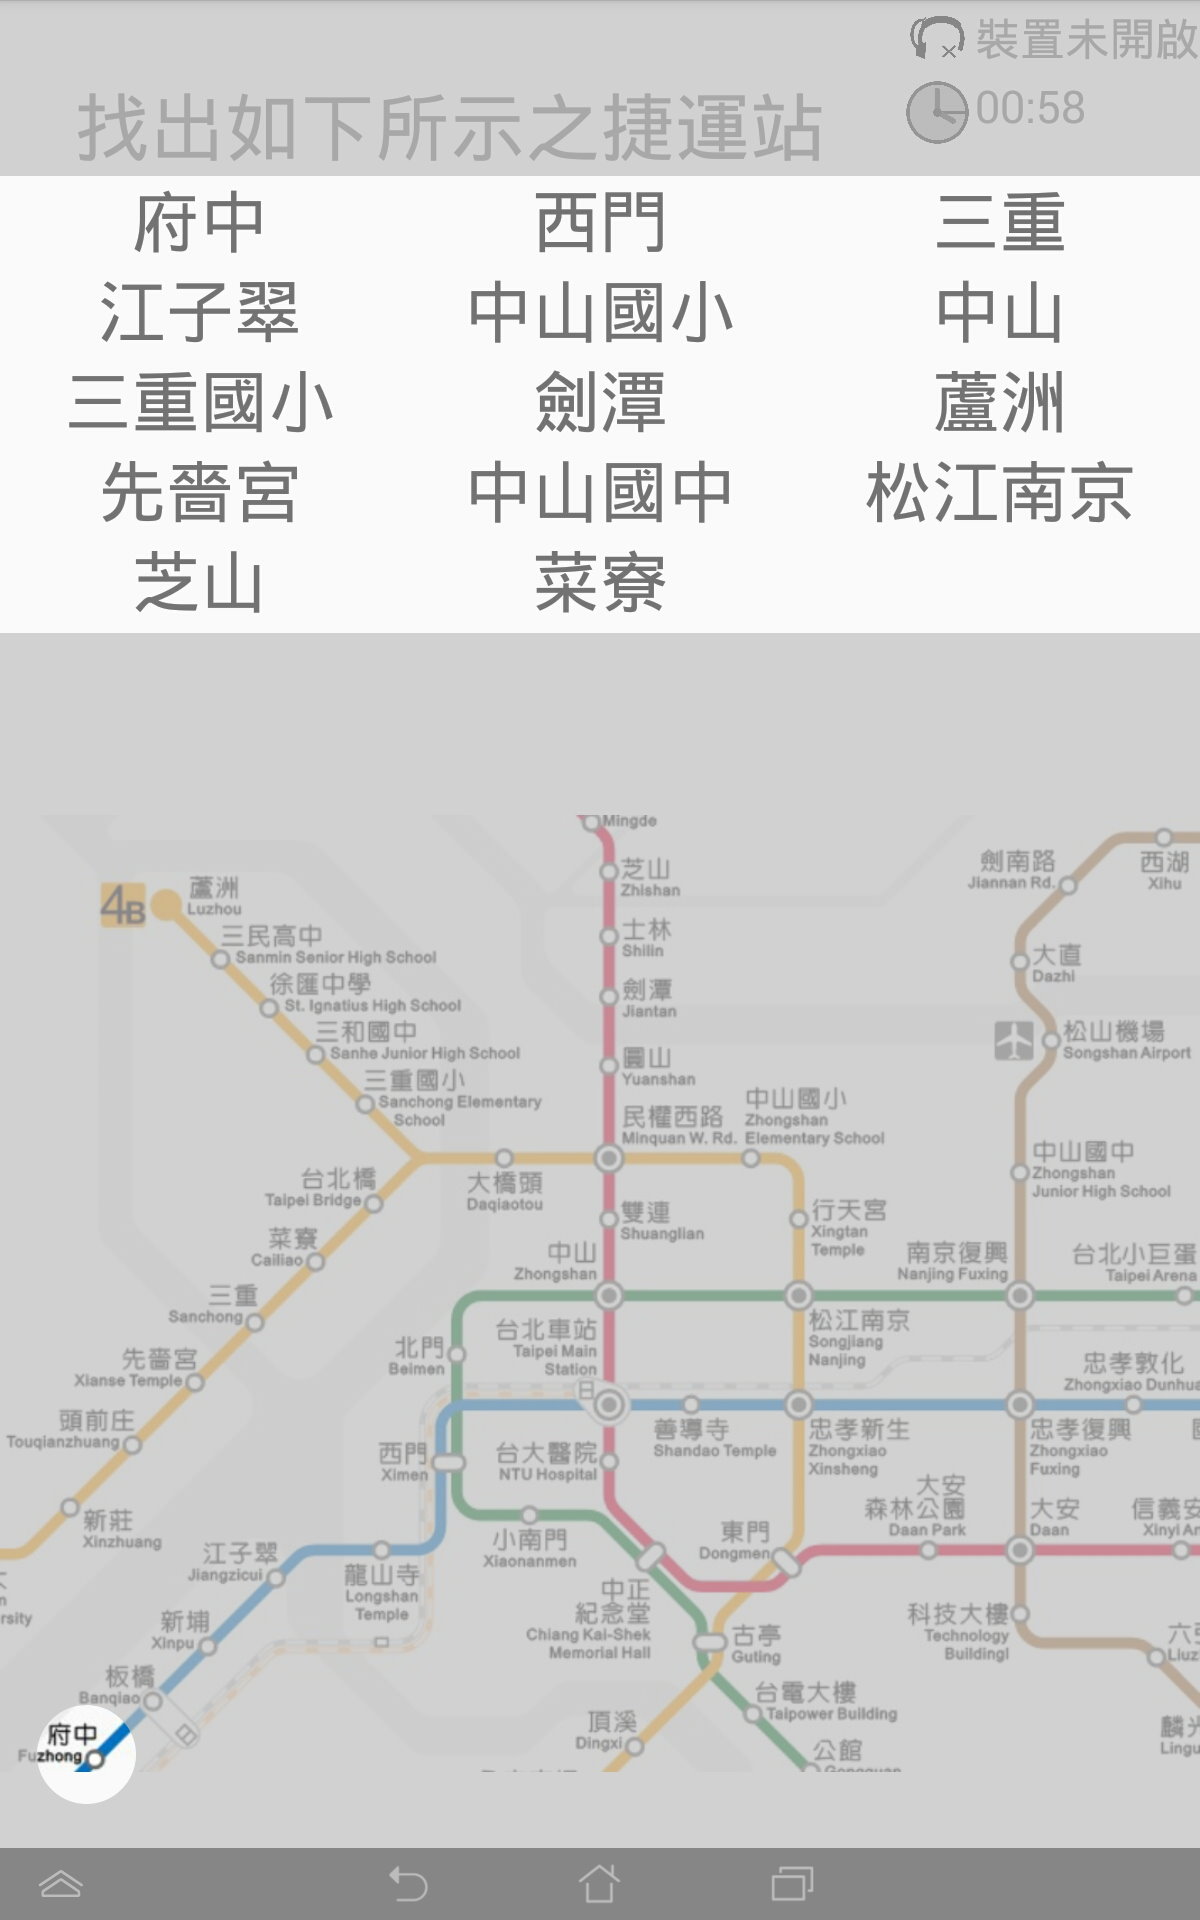 裝置未開啟
找出如下所示之捷運站
00:58
府中 西門 三重
江子翠 中山國小 中山
三重國小 劍潭 蘆洲
先嗇宮 中山國中 松江南京
芝山 菜寮
Mingde
芝山
Zhishan
士林
Shilin
劍潭
Jiantan
圓山
Yuanshan
民權西路
Minquan W. Rd.
雙連
Shuanglian
4B
蘆洲
Luzhou
三民高中
Sanmin Senior High School
徐匯中學
St. Ignatius High School
三和國中
Sanhe Junior High School
三重國小
Sanchong Elementary
School
台北橋
Taipei Bridge
大橋頭
Daqiaotou
中山國小
Zhongshan
Elementary School
行天宮
Xingtan
Temple
菜寮
Cailiao
三重
Sanchong
先嗇宮
Xianse Temple
頭前庄
Touqianzhuang
新莊
Xinzhuang
rsity
劍南路
Jiannan Rd.
西湖
Xihu
大直
Dazhi
松山機場
Songshan Airport
中山國中
Zhongshan
Junior High School
南京復興
Nanjing Fuxing
台北小巨蛋
Taipei Arena
中山
Zhongshan
松江南京
Songjiang
Nanjing
北門
Beimen
台北車站
Taipei Main
Station
善導寺
Shandao Temple
忠孝新生
Zhongxiao
Xinsheng
忠孝復興
Zhongxiao
Fuxing
忠孝敦化
Zhongxiao Dunhua
西門
Ximen
台大醫院
NTU Hospital
小南門
Xiaonanmen
東門
Dongmen
大安
森林公園
Daan Park
大安
Daan
信義安
Xinyi An
江子翠
Jiangzicui
龍山寺
Longshan
Temple
中正
紀念堂
Chiang Kai-Shek
Memorial Hall
古亭
Guting
科技大樓
Technology
Buildingl
六
Liuz
新埔
Xinpu
板橋
Banqiao
府中
Fuzhong
頂溪
Dingxi
台電大樓
Taipower Building
公館
麟光
Lingu